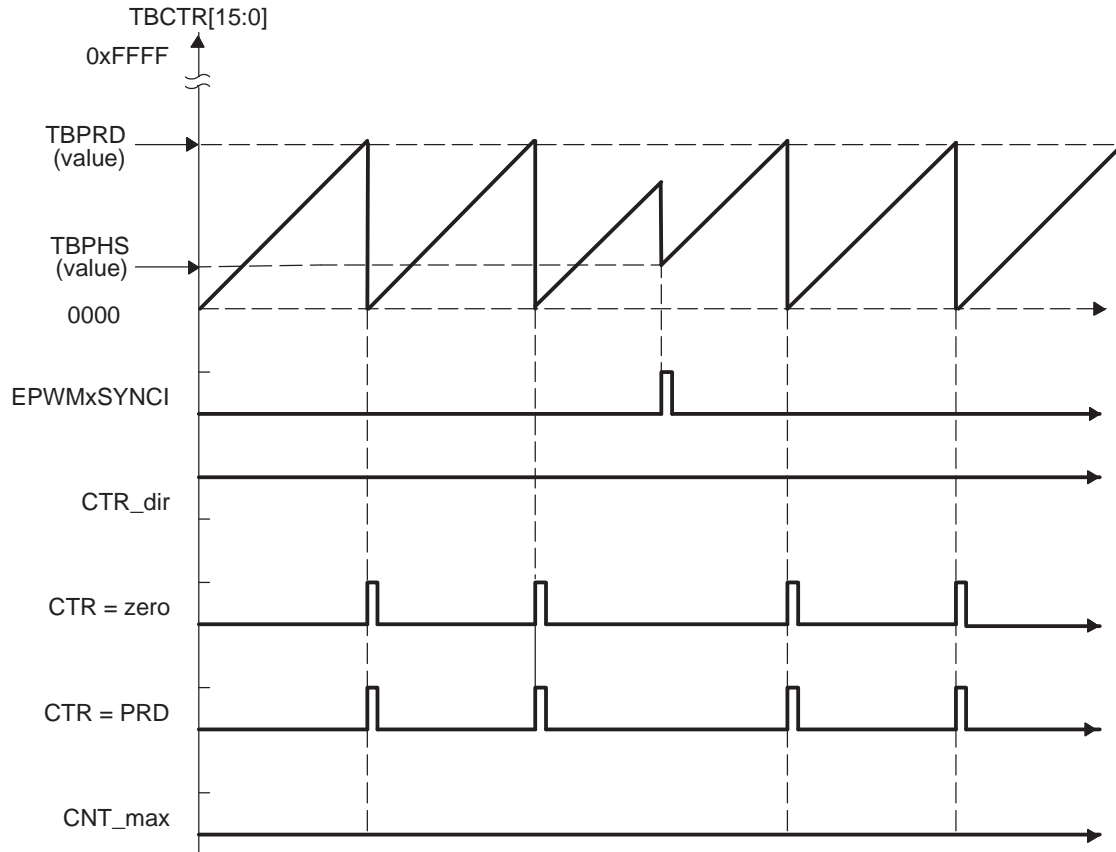 TBCTR[15:0]
0xFFFF
TBPRD
(value)
TBPHS
(value)
0000
EPWMxSYNCI
CTR_dir
CTR = zero
CTR = PRD
CNT_max